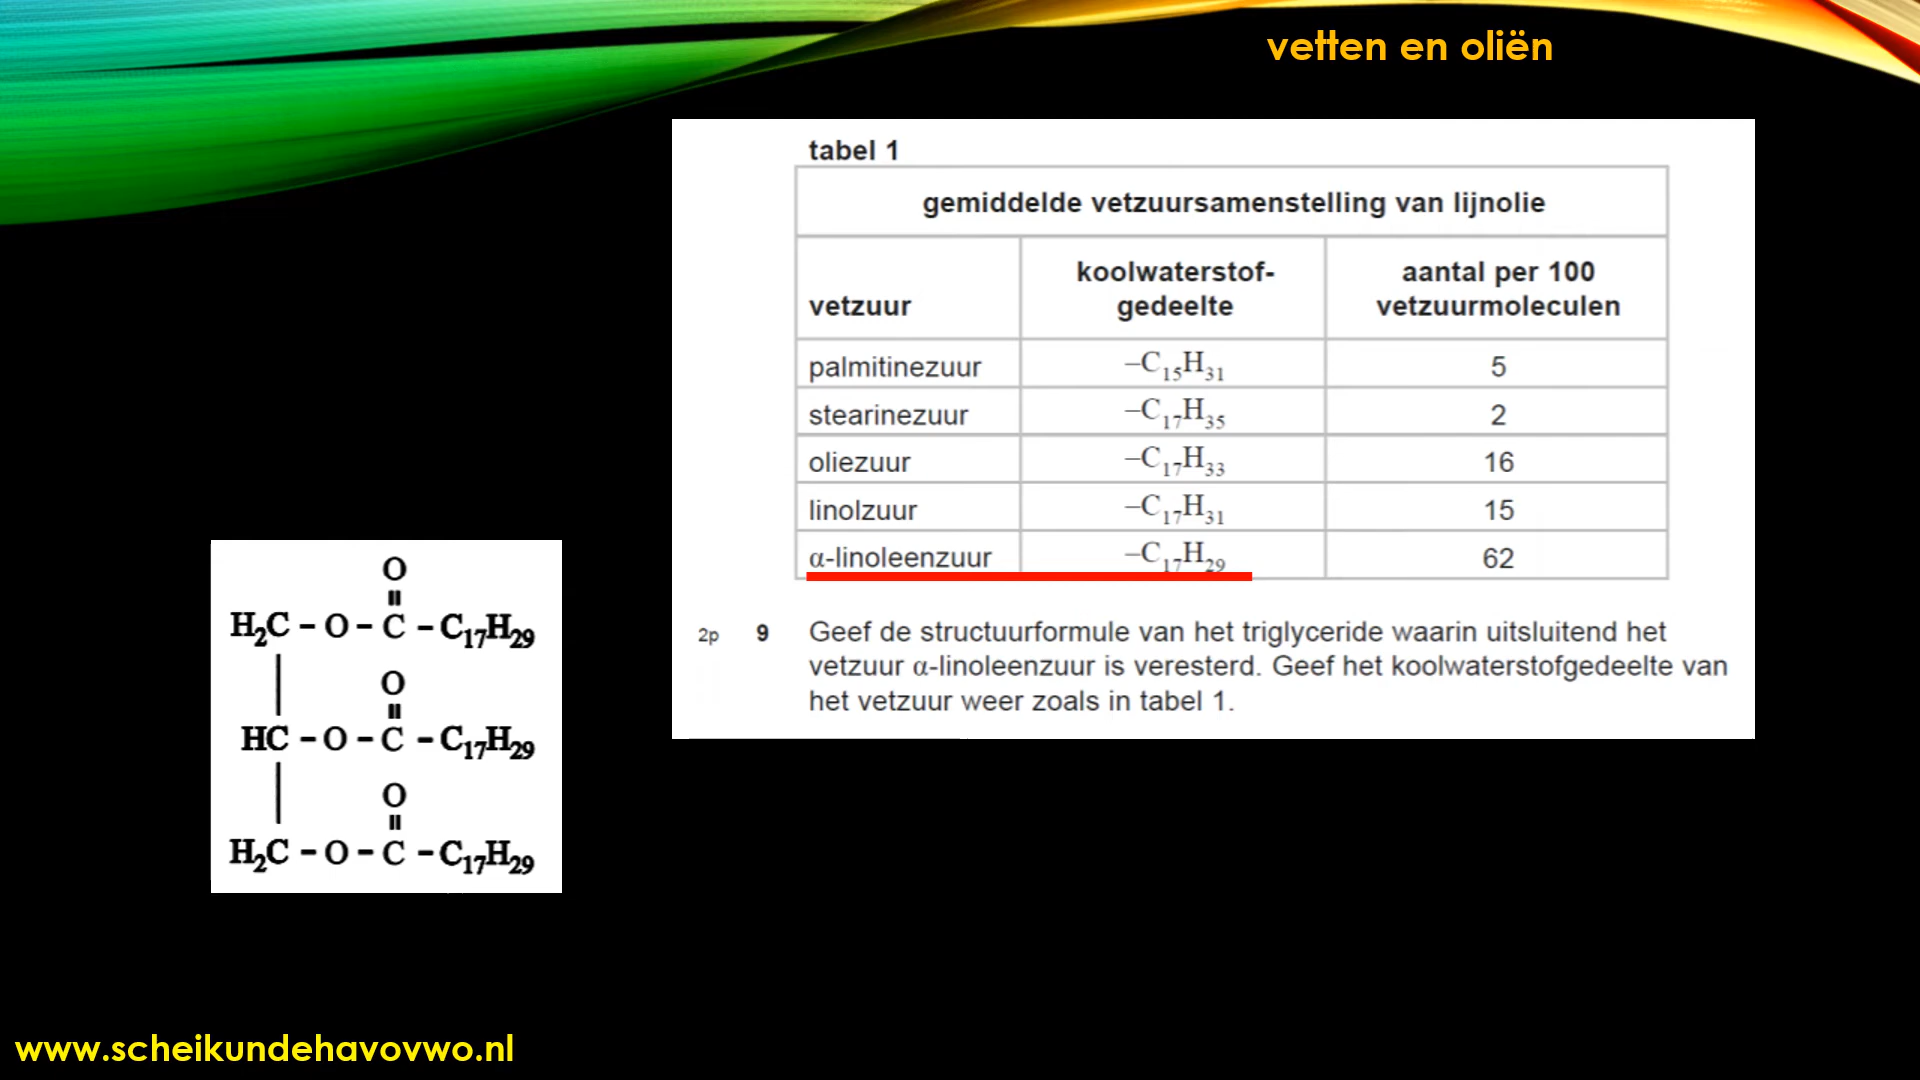 vetten en oliën
tabel 1
gemiddelde vetzuursamenstelling van lijnolie
vetzuur koolwaterstof-gedeelte aantal per 100 vetzuurmoleculen
palmitinezuur –C₁₅H₃₁ 5
stearinezuur –C₁₇H₃₅ 2
oliezuur –C₁₇H₃₃ 16
linolzuur –C₁₇H₃₁ 15
α-linoleenzuur –C₁₇H₂₉ 62
2p 9 Geef de structuurformule van het triglyceride waarin uitsluitend het
vetzuur α-linoleenzuur is veresterd. Geef het koolwaterstofgedeelte van
het vetzuur weer zoals in tabel 1.
O
H₂C - O - C - C₁₇H₂₉
O
HC - O - C - C₁₇H₂₉
O
H₂C - O - C - C₁₇H₂₉
www.scheikundehavovwo.nl